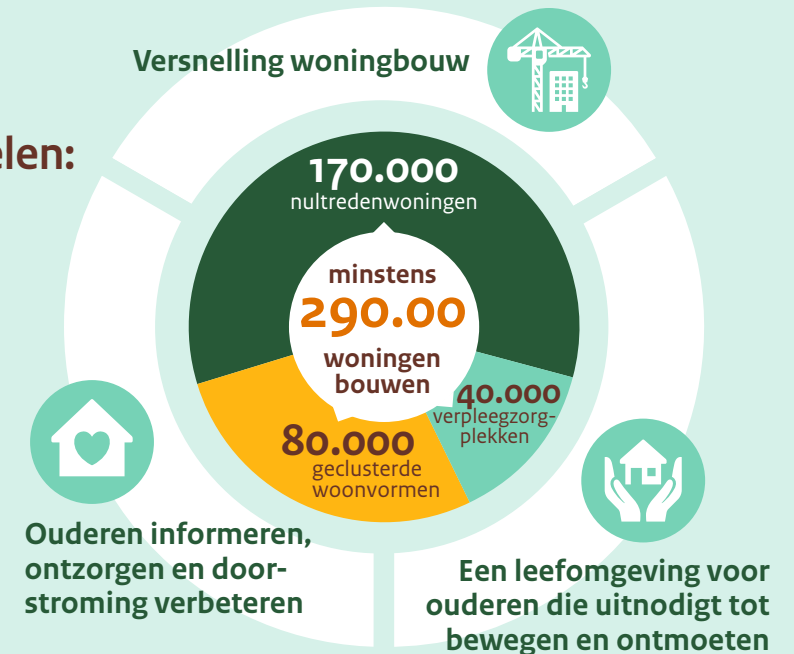 Versnelling woningbouw
elen:
170.000
nultredenwoningen
minstens
290.00
woningen
bouwen
40.000
verpleegzorg-
plekken
80.000
geclusterde
woonvormen
Ouderen informeren,
ontzorgen en door-
stroming verbeteren
Een leefomgeving voor
ouderen die uitnodigt tot
bewegen en ontmoeten